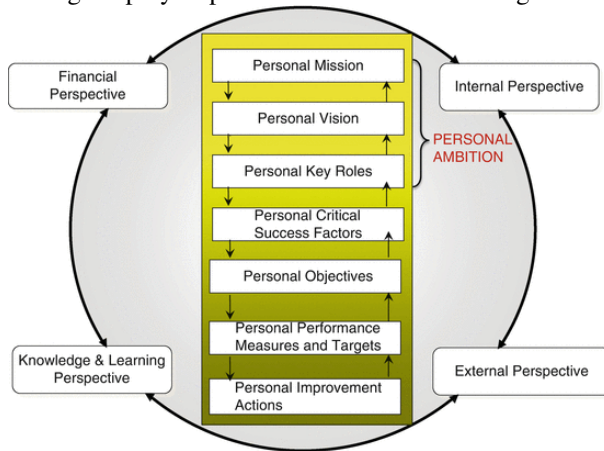 Personal Mission
Financial
Perspective
Internal Perspective
Personal Vision
PERSONAL
AMBITION
Personal Key Roles
Personal Critical
Success Factors
Personal Objectives
Personal Performance
Measures and Targets
Knowledge & Learning
Perspective
External Perspective
Personal Improvement
Actions